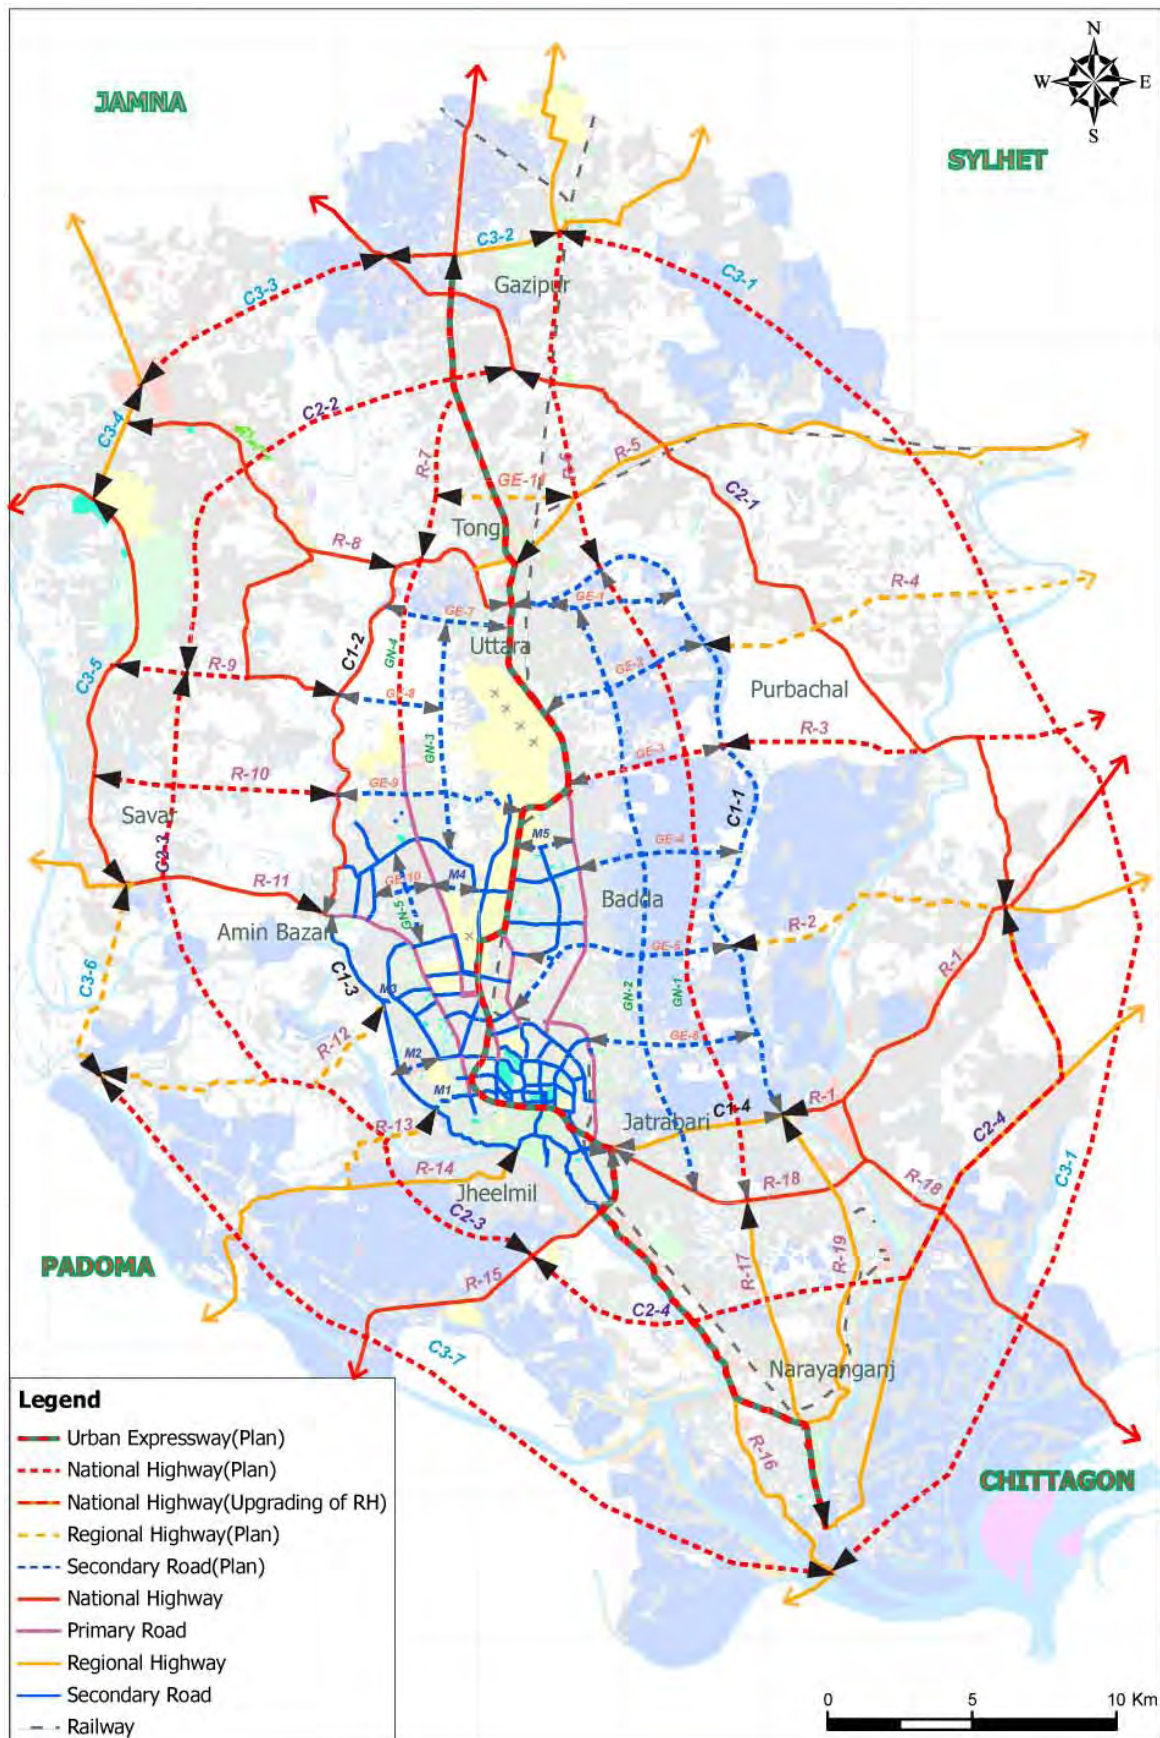 N
W E
S
JAMNA
SYLHET
C3-2
C3-1
Gazipur
C3-3
C2-2
C3-4
R-7
R-5
GE-11
C2-1
Tong
R-8
R-4
GE-1
GE-7
Uttara
GN-4
C1-2
R-9
C3-5
GE-3
GE-8
Purbachal
GN-3
R-3
GE-3
R-10
GE-9
C1-1
Savar
M5
C2-3
GE-4
R-11
GE-10
M4
Badda
GN-5
Amin Bazar
R-2
GE-5
C3-6
C1-3
M3
GN-2
GN-1
R-1
R-12
GE-6
M2
M1
R-1
C1-4
Jatrabari
R-13
C2-4
C3-1
R-14
R-18
R-18
Jheelmil
C2-3
R-17
R-19
PADOMA
R-15
C2-4
C3-7
Narayanganj
R-16
CHITTAGON
Legend
Urban Expressway(Plan)
National Highway(Plan)
National Highway(Upgrading of RH)
Regional Highway(Plan)
Secondary Road(Plan)
National Highway
Primary Road
Regional Highway
Secondary Road
Railway
0 5 10 Km